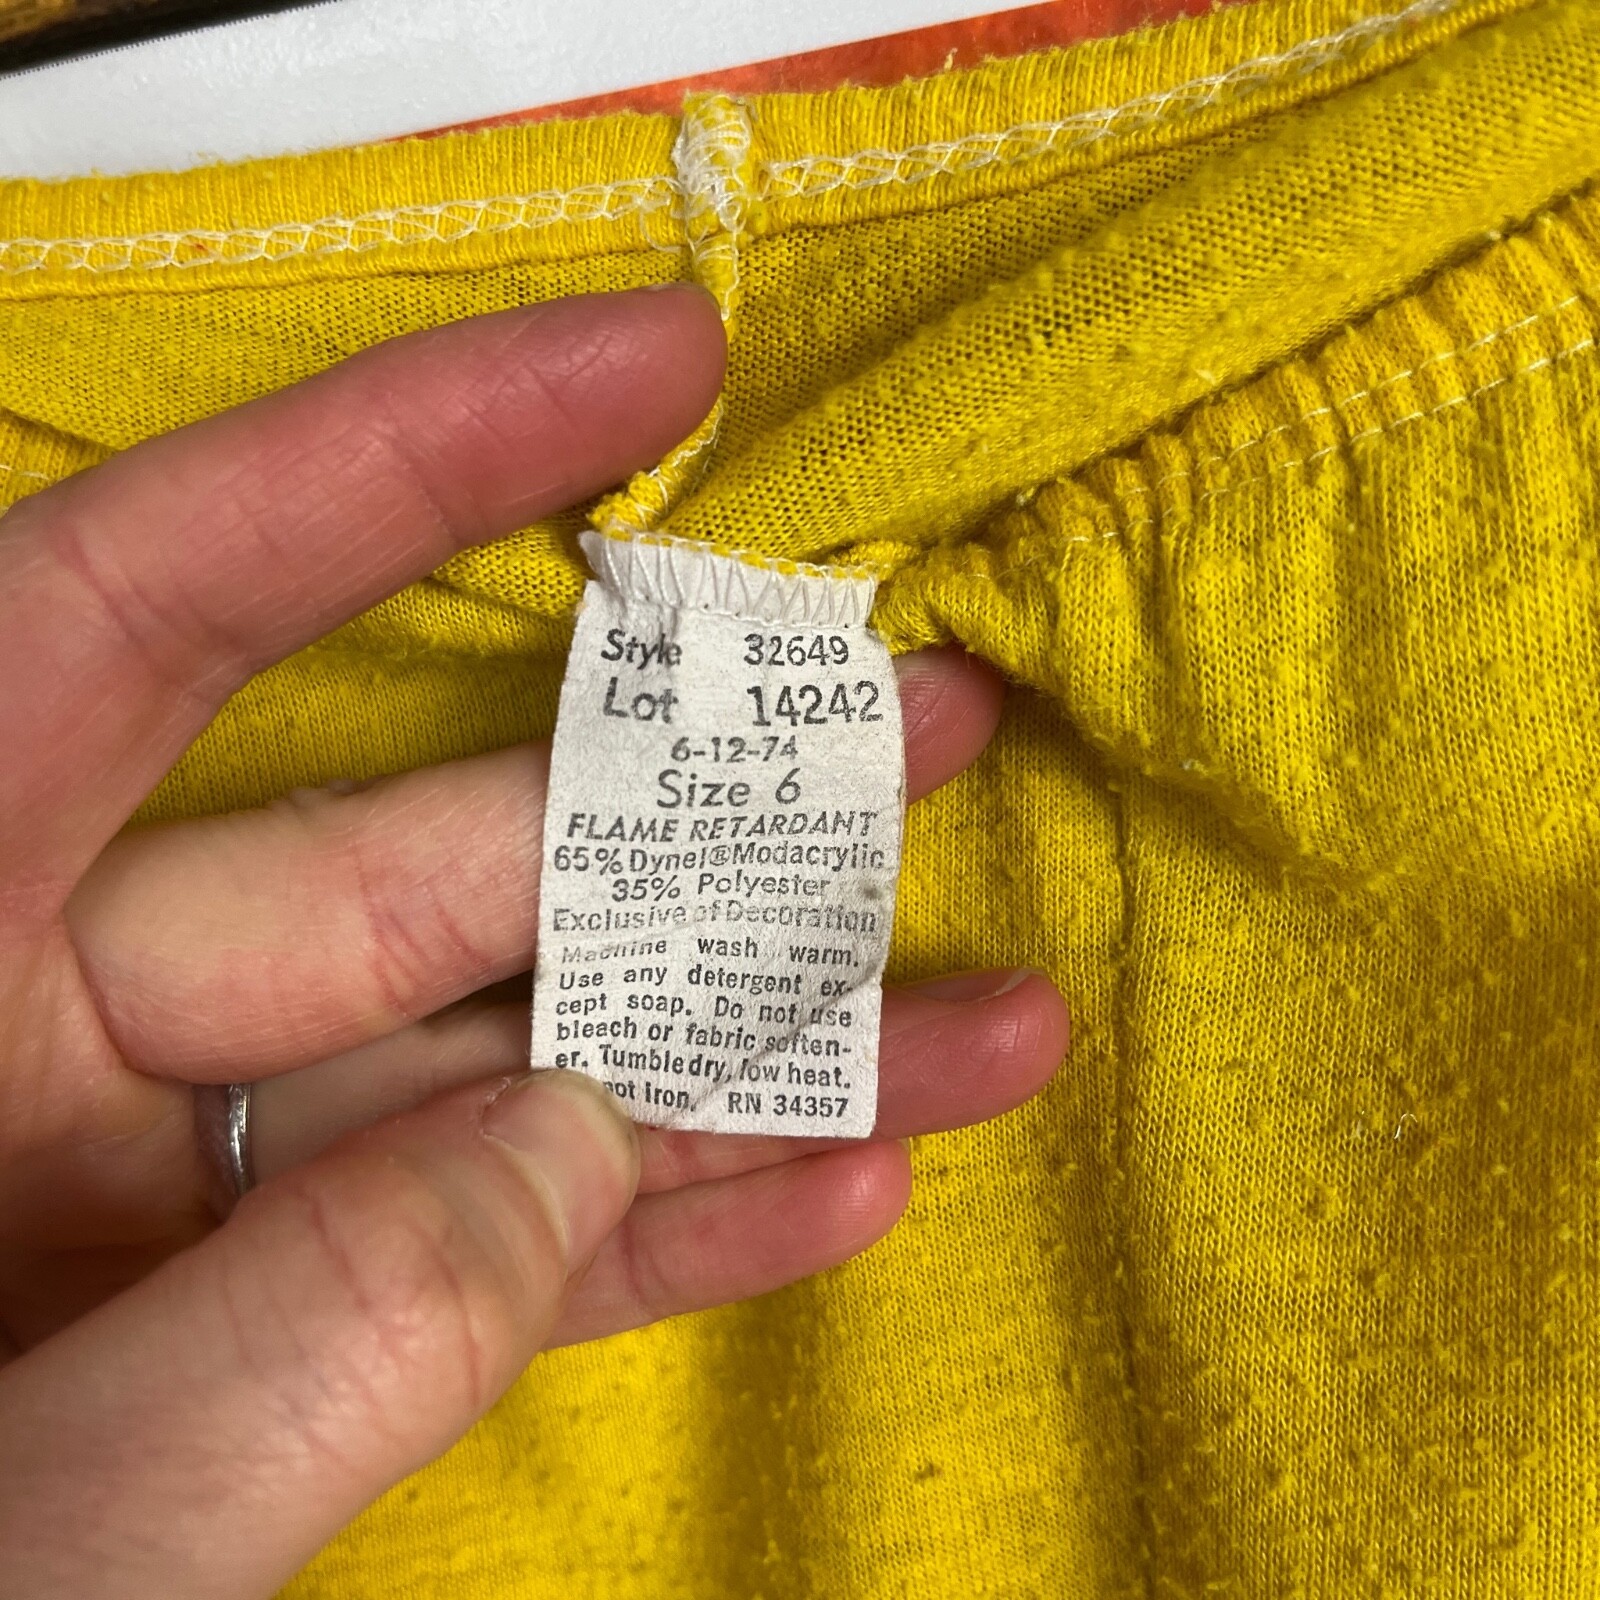 Style 32649
Lot 14242
6-12-74
Size 6
FLAME RETARDANT
65% Dynel® Modacrylic
35% Polyester
Exclusive of Decoration
Machine wash warm.
Use any detergent ex-
cept soap. Do not use
bleach or fabric soften-
er. Tumble dry, low heat.
not iron. RN 34357